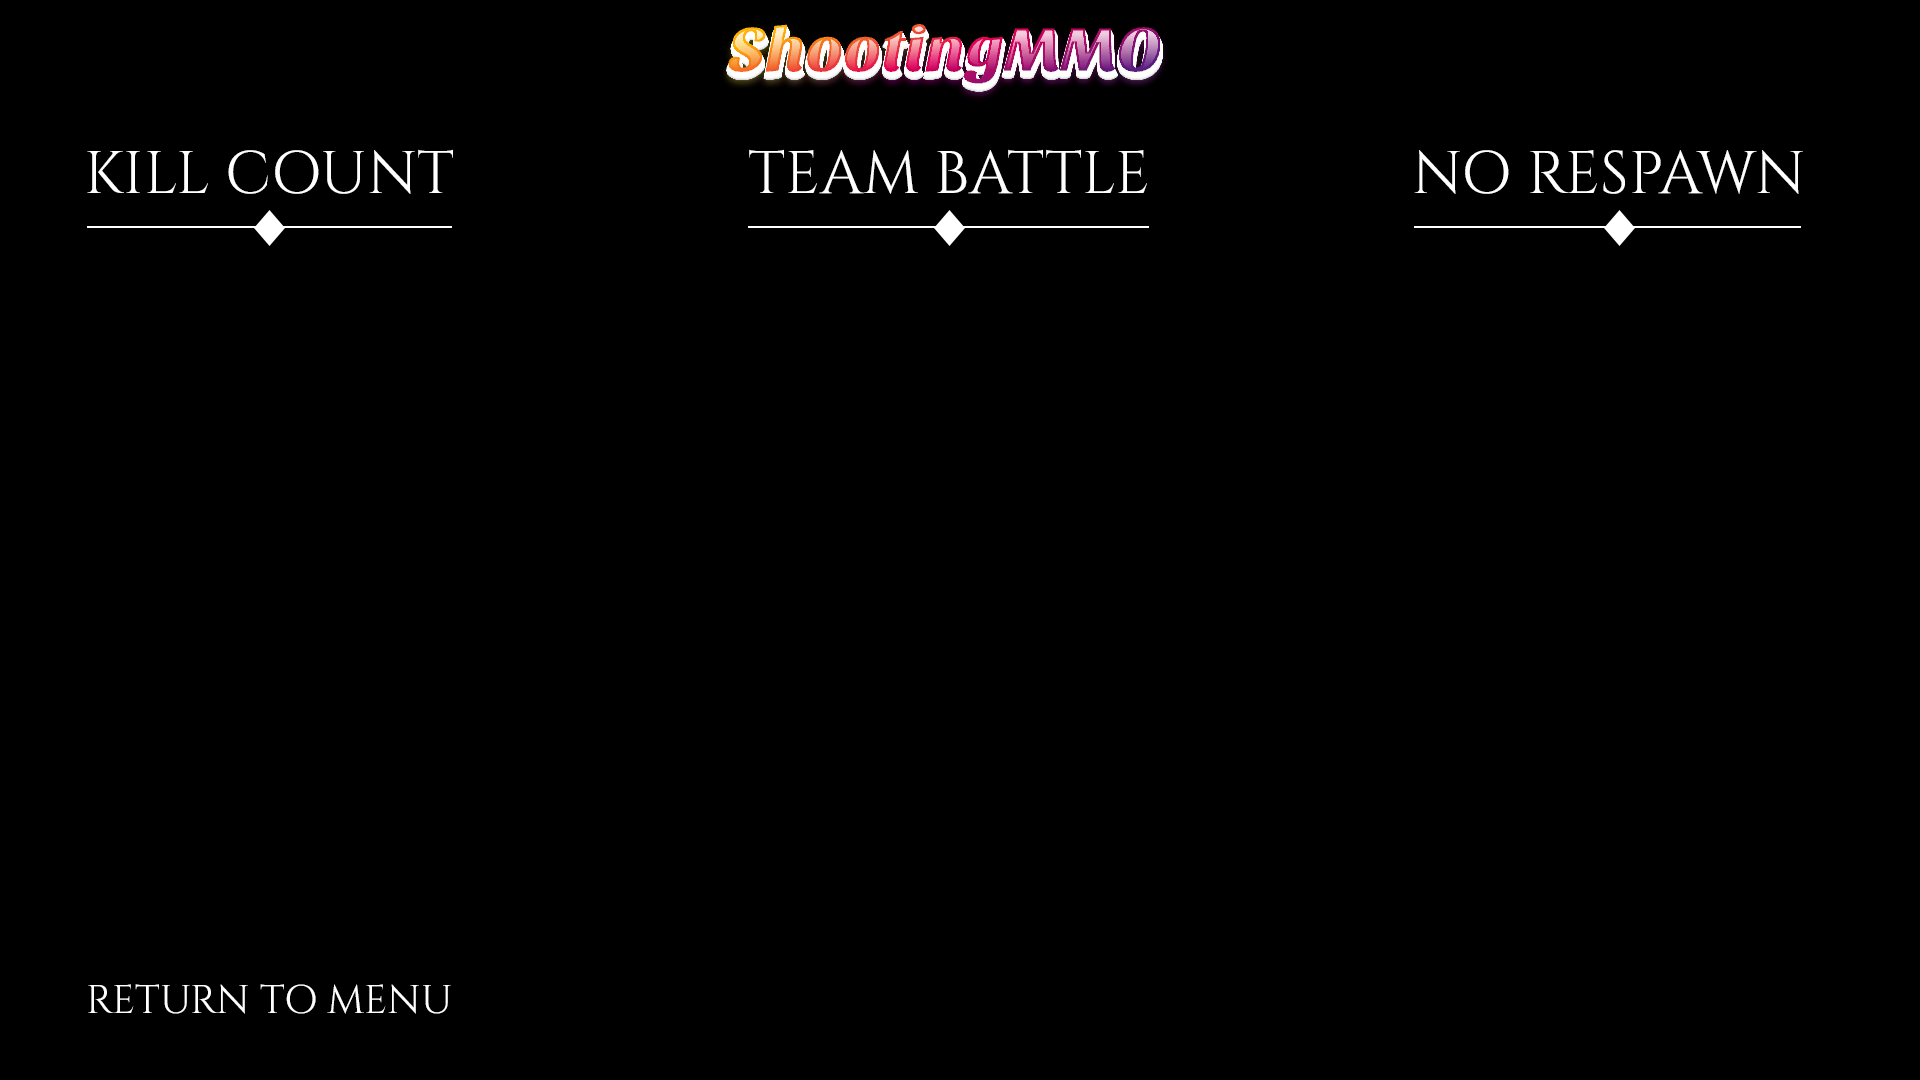 ShootingMMO
KILL COUNT
TEAM BATTLE
NO RESPAWN
RETURN TO MENU